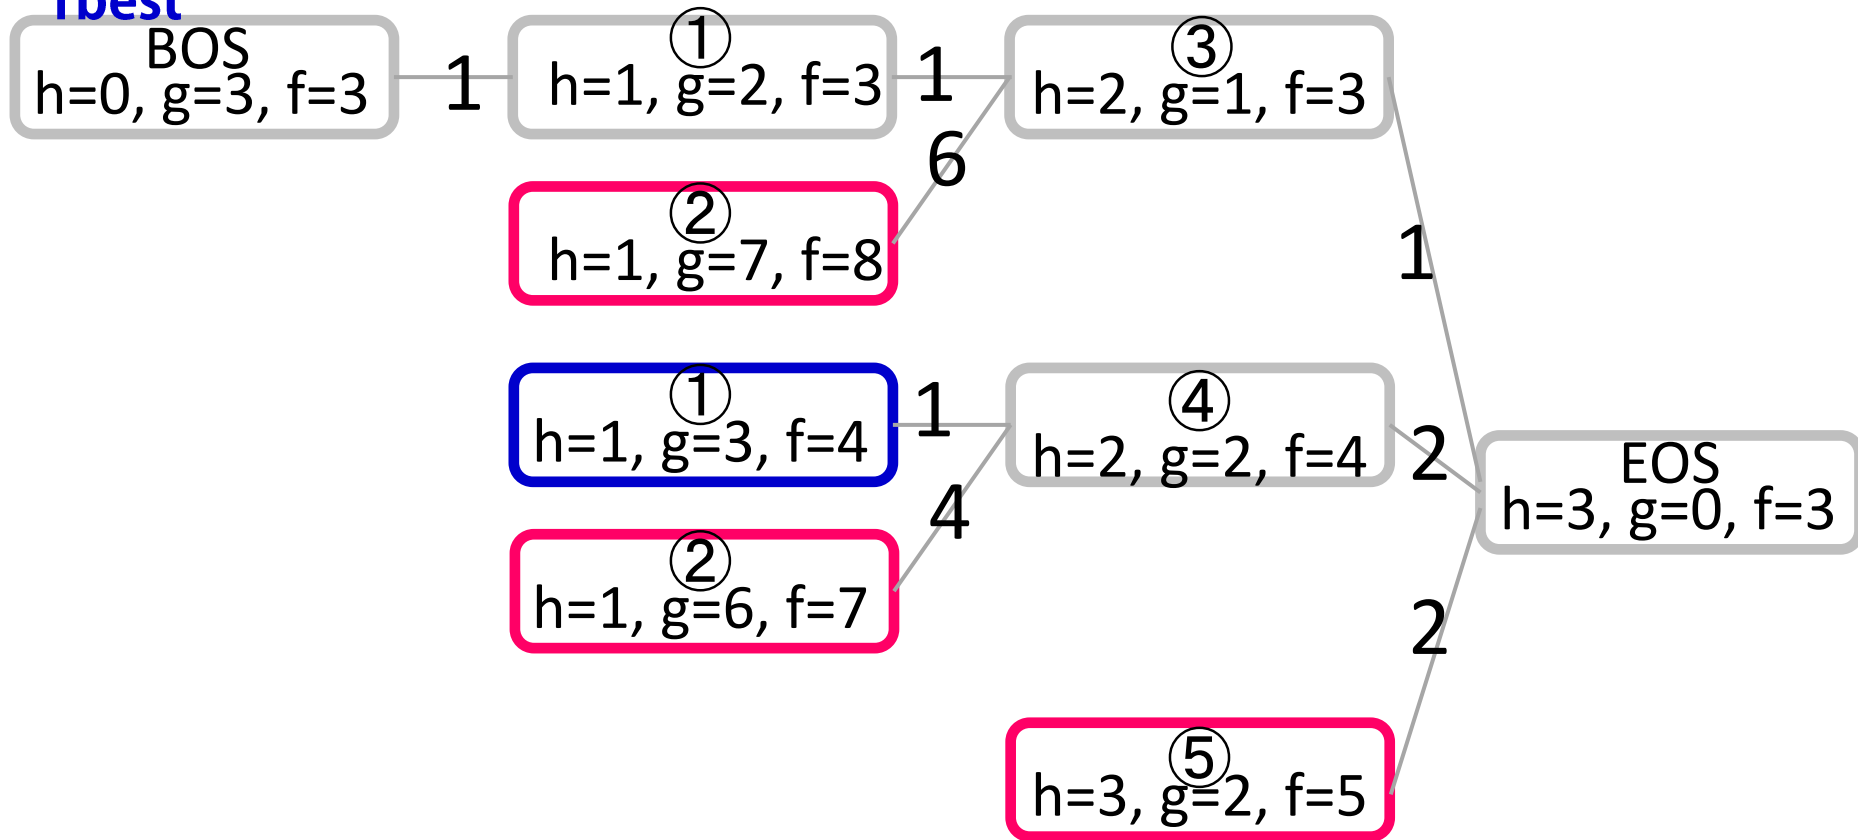 BOS
h=0, g=3, f=3
1
①
h=1, g=2, f=3
1
③
h=2, g=1, f=3
6
②
h=1, g=7, f=8
1
①
h=1, g=3, f=4
1
④
h=2, g=2, f=4
2
EOS
h=3, g=0, f=3
4
②
h=1, g=6, f=7
2
⑤
h=3, g=2, f=5